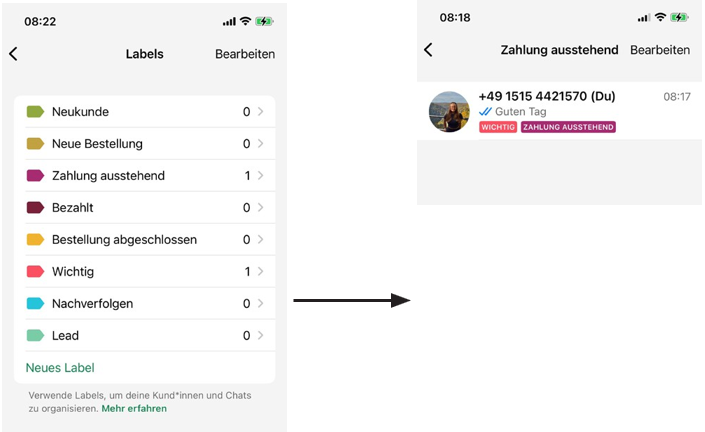 08:22
Labels
Bearbeiten
Neukunde 0
Neue Bestellung 0
Zahlung ausstehend 1
Bezahlt 0
Bestellung abgeschlossen 0
Wichtig 1
Nachverfolgen 0
Lead 0
Neues Label
Verwende Labels, um deine Kund*innen und Chats
zu organisieren. Mehr erfahren
08:18
Zahlung ausstehend
Bearbeiten
+49 1515 4421570 (Du) 08:17
Guten Tag
WICHTIG ZAHLUNG AUSSTEHEND